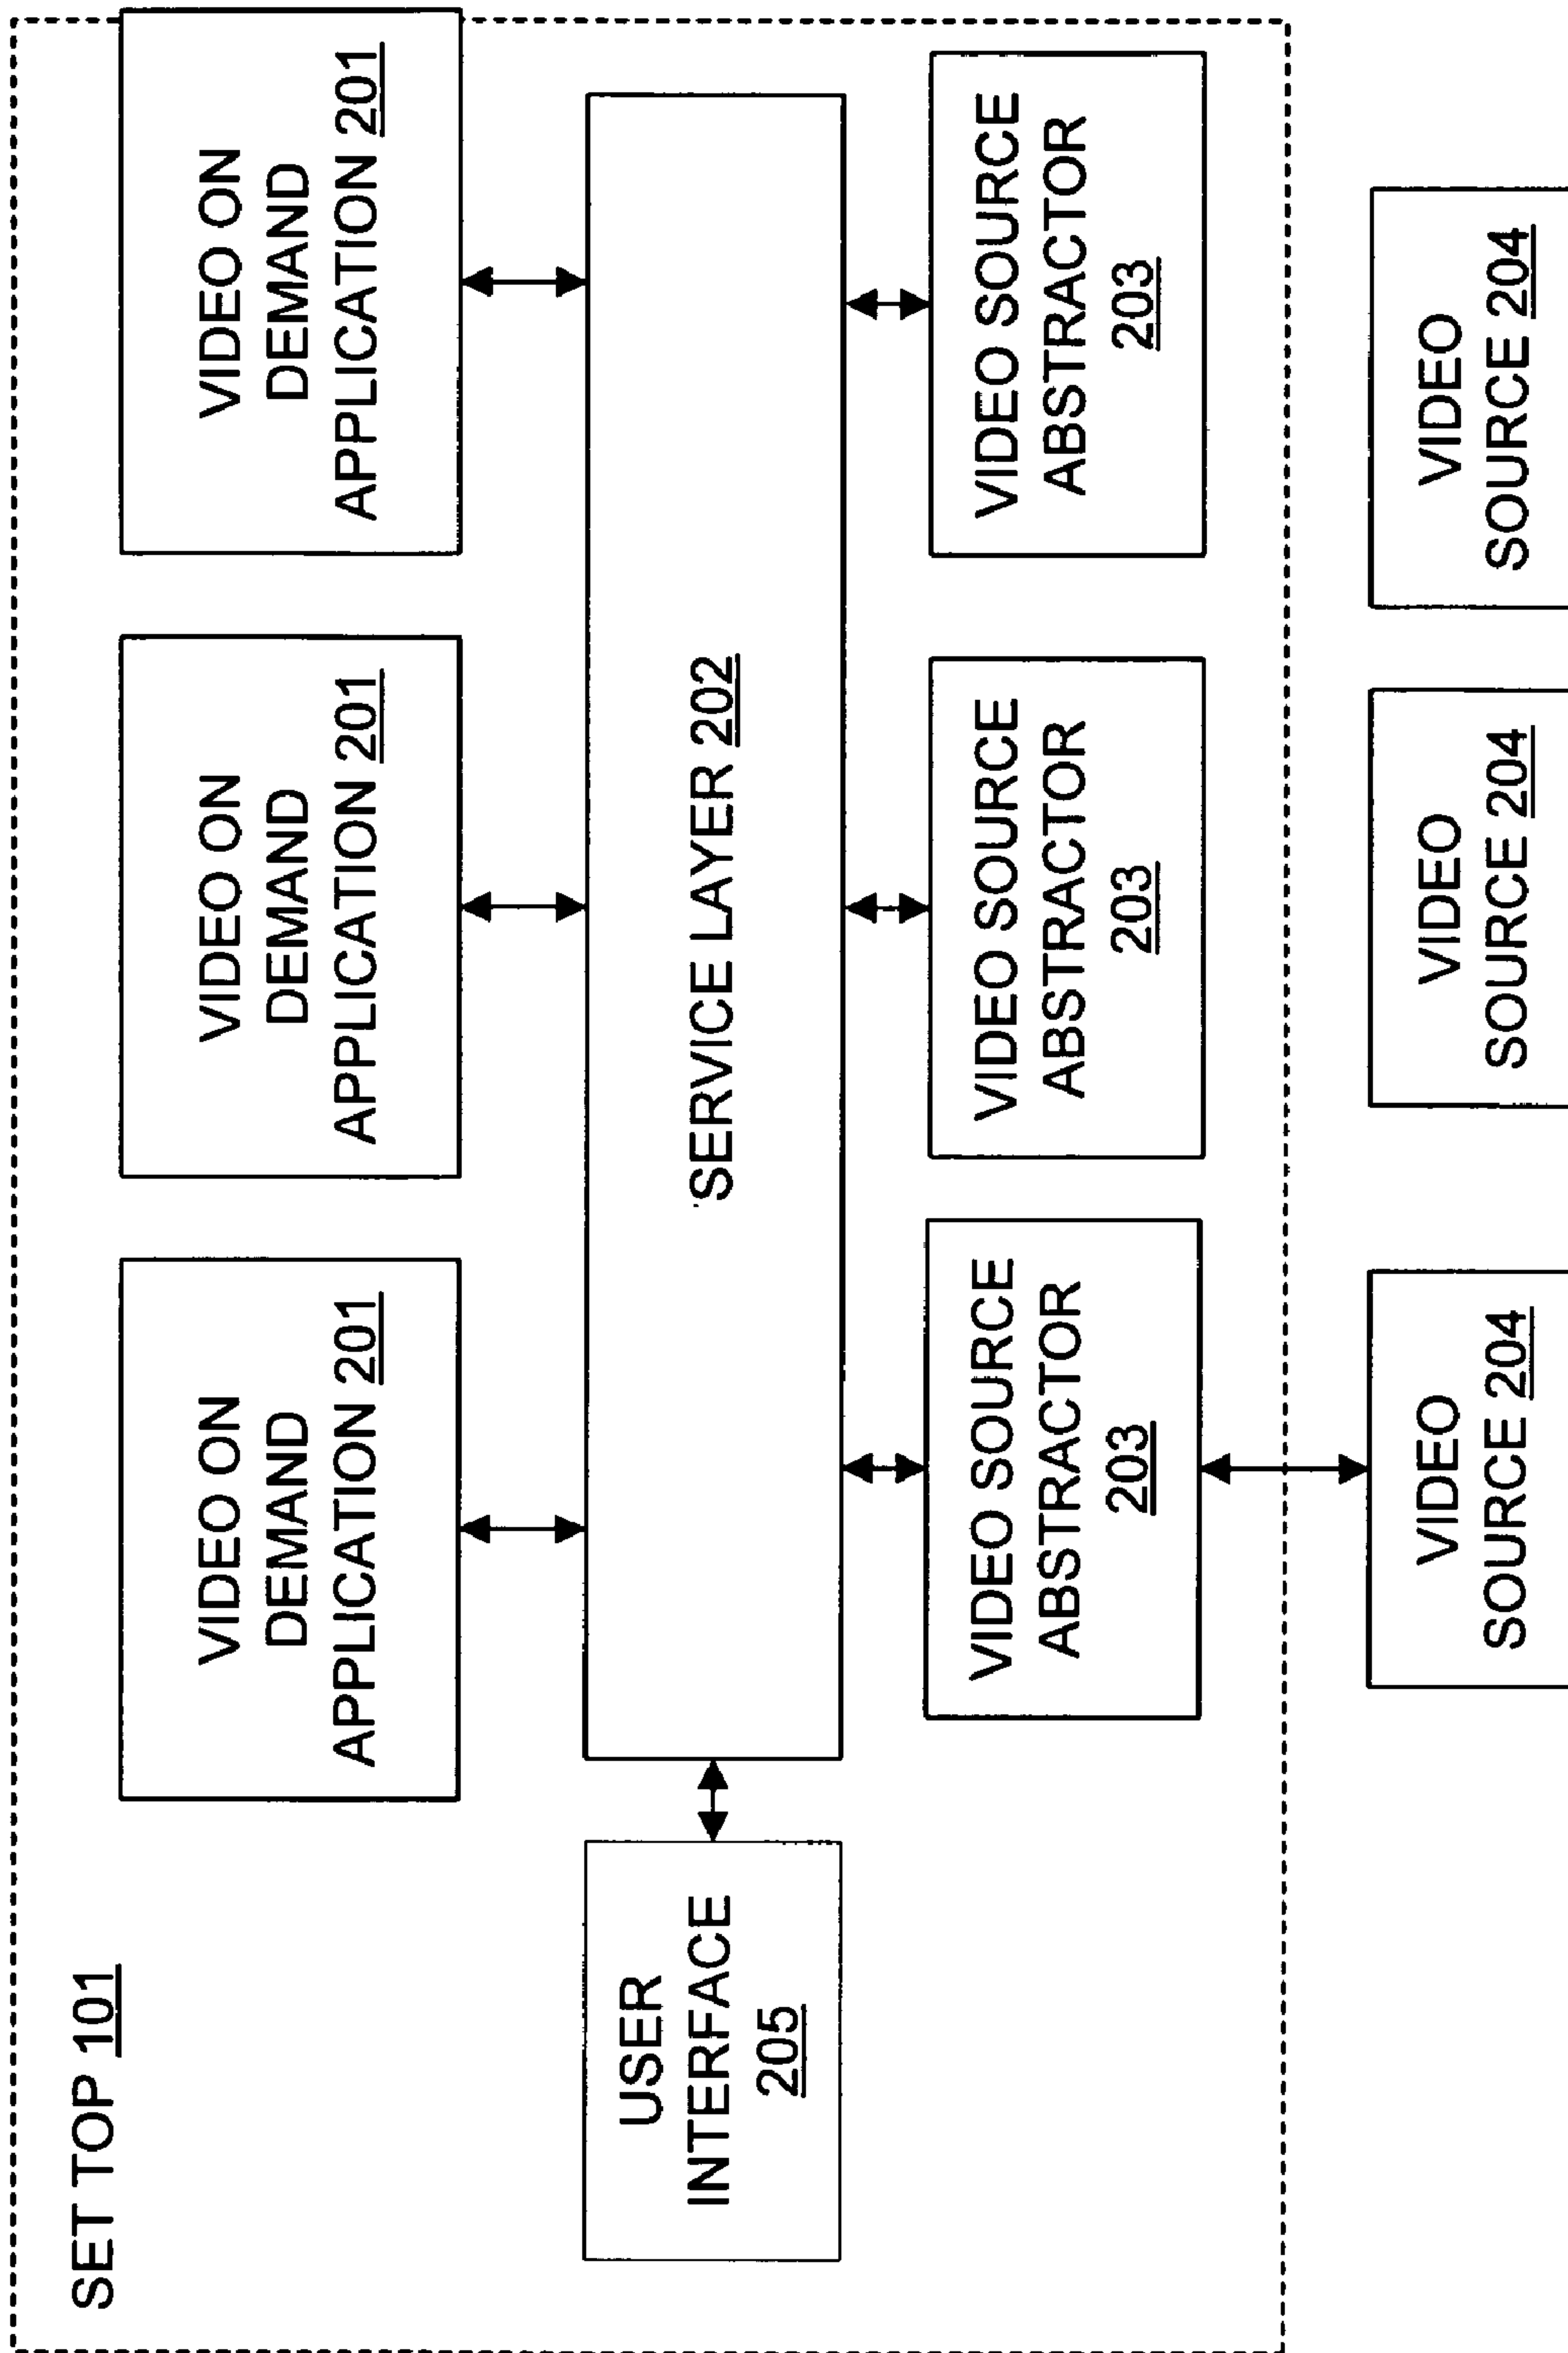 SET TOP 101
VIDEO ON
DEMAND
APPLICATION 201
VIDEO ON
DEMAND
APPLICATION 201
VIDEO ON
DEMAND
APPLICATION 201
USER
INTERFACE
205
SERVICE LAYER 202
VIDEO SOURCE
ABSTRACTOR
203
VIDEO SOURCE
ABSTRACTOR
203
VIDEO SOURCE
ABSTRACTOR
203
VIDEO
SOURCE 204
VIDEO
SOURCE 204
VIDEO
SOURCE 204